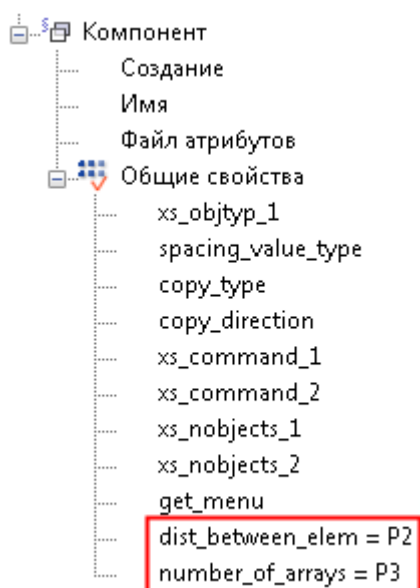 Компонент
Создание
Имя
Файл атрибутов
Общие свойства
xs_objtyp_1
spacing_value_type
copy_type
copy_direction
xs_command_1
xs_command_2
xs_nobjects_1
xs_nobjects_2
get_menu
dist_between_elem = P2
number_of_arrays = P3